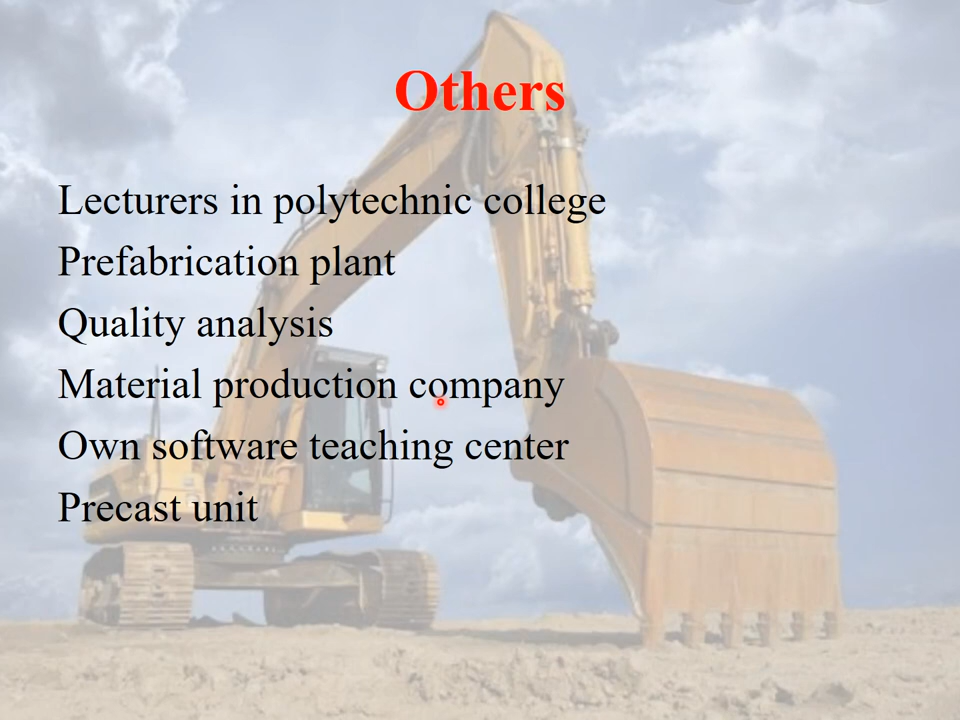 Others
Lecturers in polytechnic college
Prefabrication plant
Quality analysis
Material production company
Own software teaching center
Precast unit